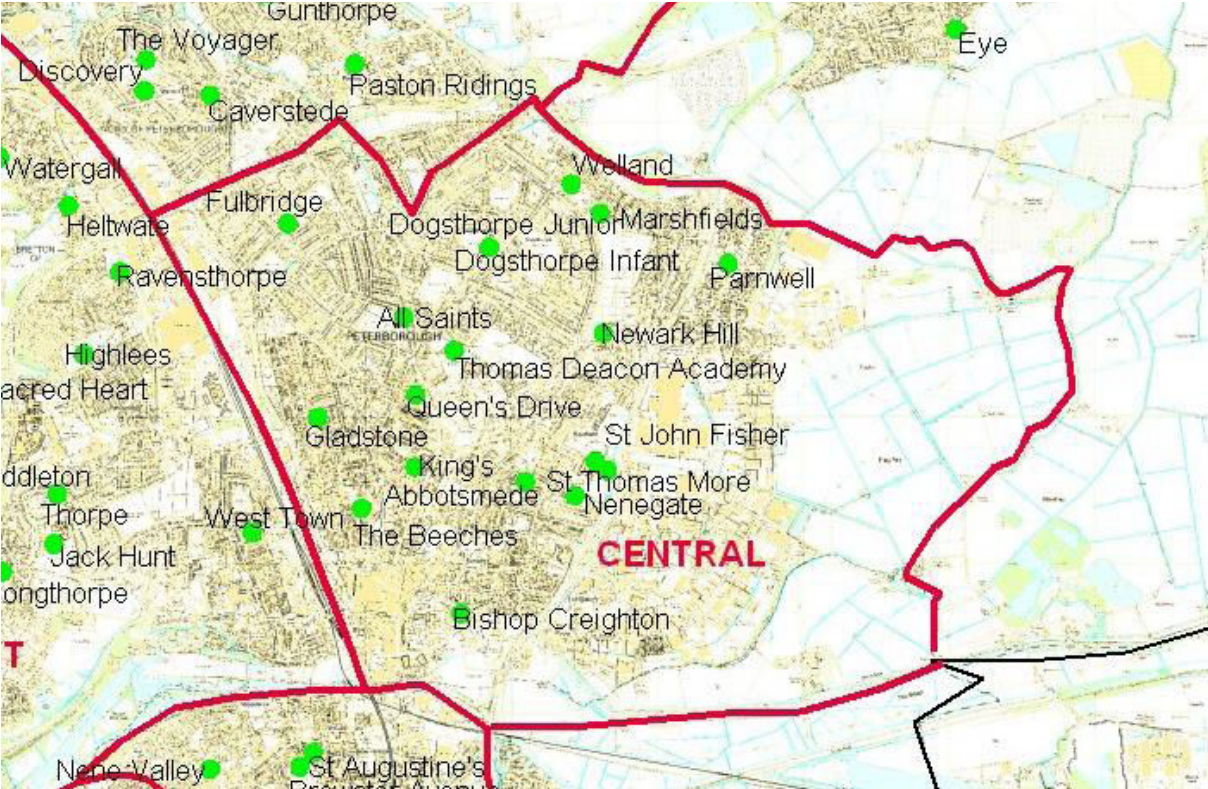 Gunthorpe
The Voyager
Eye
Discovery
Paston Ridings
Caverstede
Watergall
Welland
Fulbridge
Heltwate
Dogsthorpe Junior
Marshfields
Dogsthorpe Infant
Ravensthorpe
Parnwell
All Saints
PETERBOROUGH
Newark Hill
Highlees
Thomas Deacon Academy
acred Heart
Queen's Drive
Gladstone
St John Fisher
King's
ddleton
St Thomas More
Abbotsmede
Nenegate
Thorpe
West Town
The Beeches
Jack Hunt
CENTRAL
ongthorpe
Bishop Creighton
T
Nene Valley
St Augustine's
Brewster Avenue